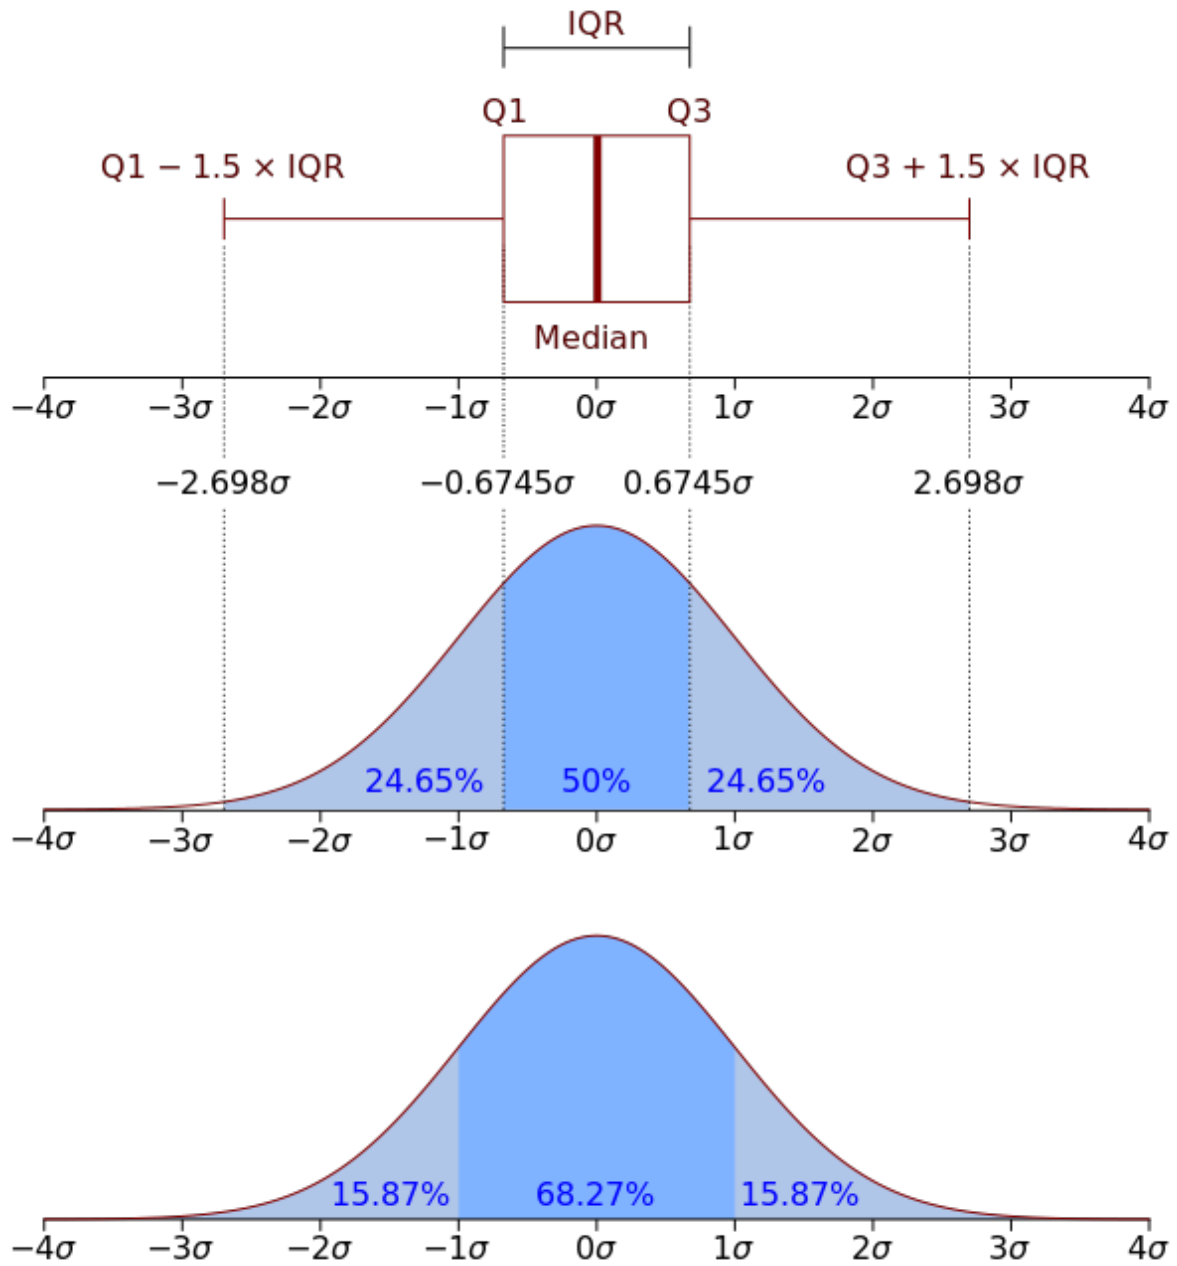 IQR
Q1 Q3
Q1 − 1.5 × IQR Q3 + 1.5 × IQR
Median
−4σ −3σ −2σ −1σ 0σ 1σ 2σ 3σ 4σ
−2.698σ −0.6745σ 0.6745σ 2.698σ
24.65% 50% 24.65%
−4σ −3σ −2σ −1σ 0σ 1σ 2σ 3σ 4σ
15.87% 68.27% 15.87%
−4σ −3σ −2σ −1σ 0σ 1σ 2σ 3σ 4σ